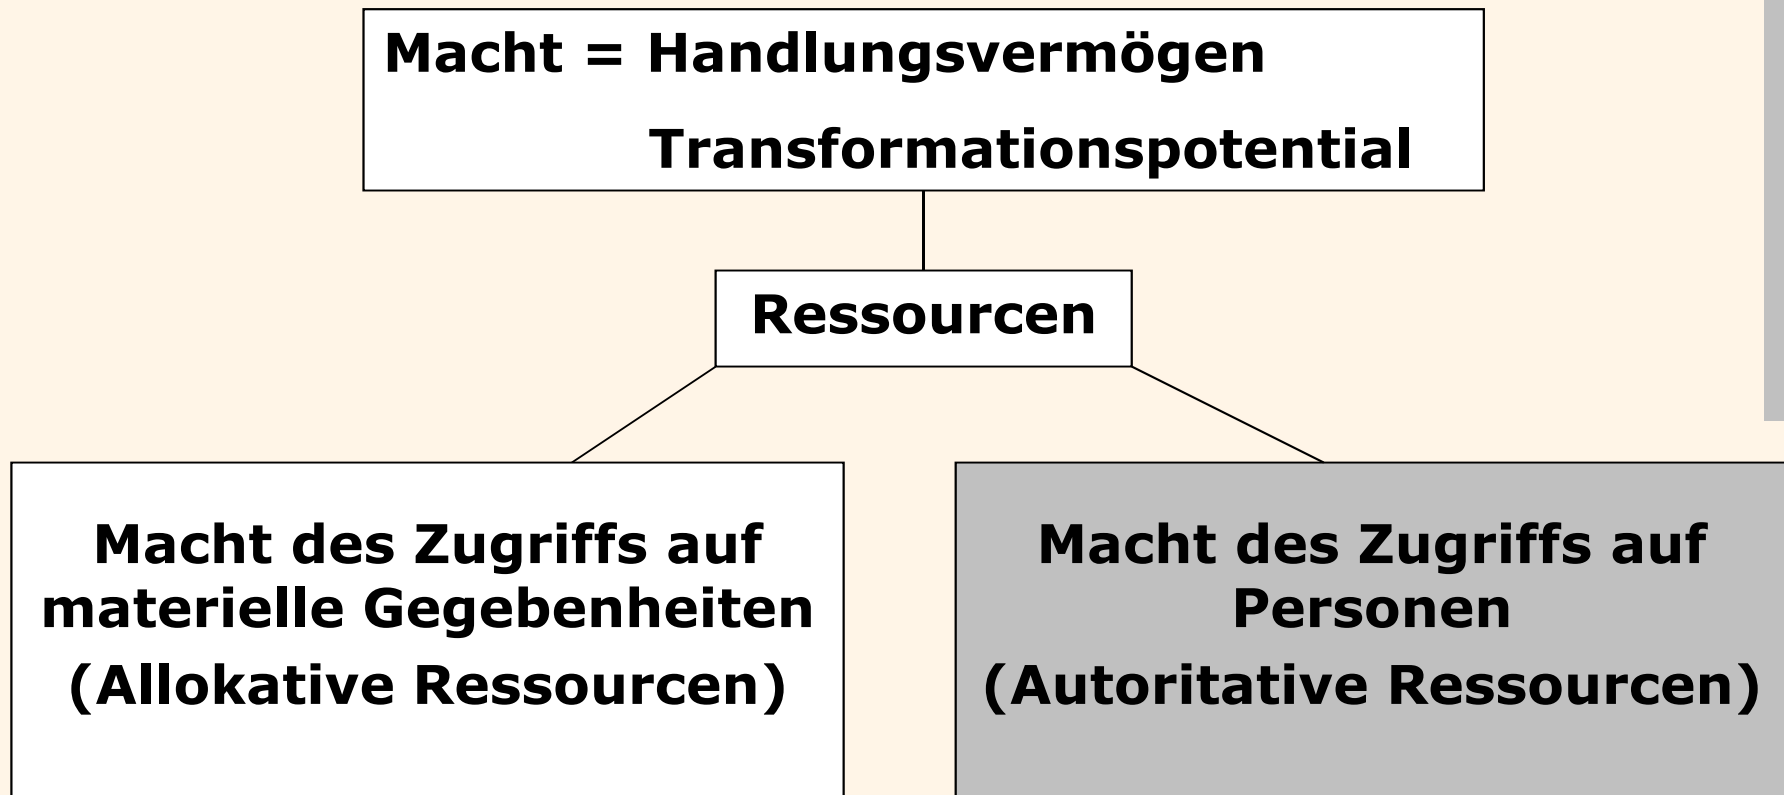 Macht = Handlungsvermögen
Transformationspotential
Ressourcen
Macht des Zugriffs auf
materielle Gegebenheiten
(Allokative Ressourcen)
Macht des Zugriffs auf
Personen
(Autoritative Ressourcen)